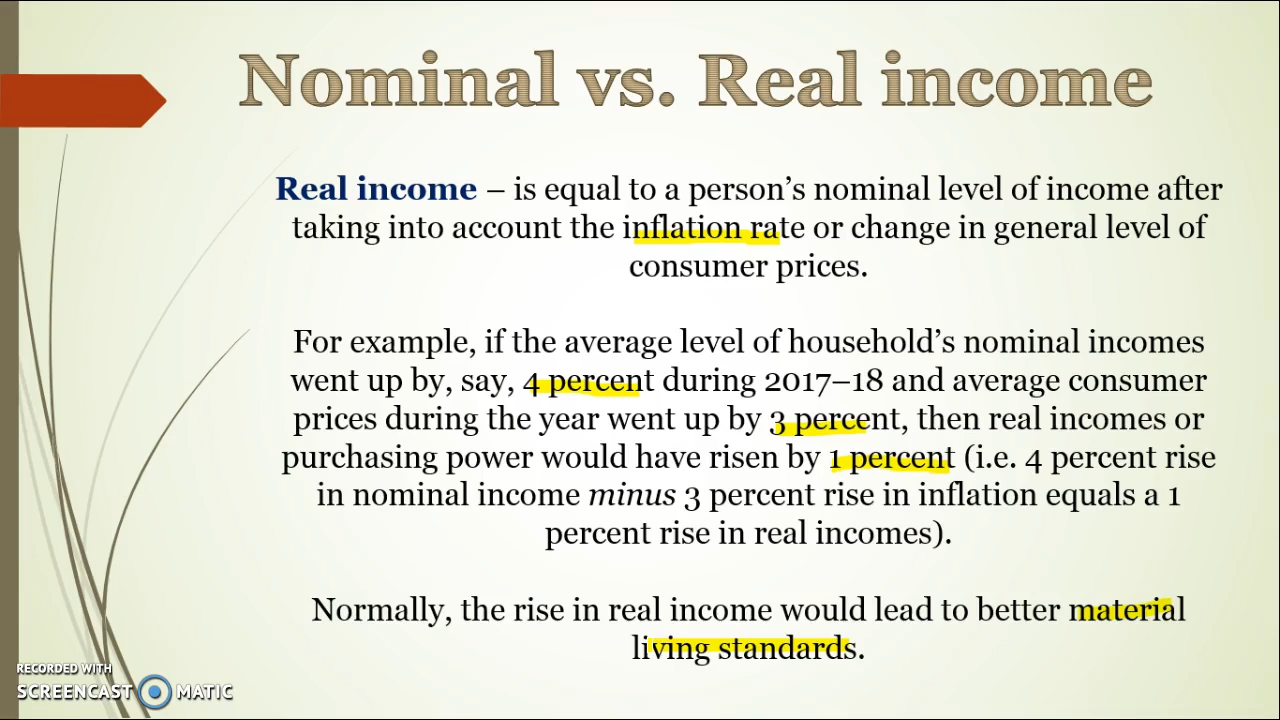 Nominal vs. Real income
Real income – is equal to a person’s nominal level of income after
taking into account the inflation rate or change in general level of
consumer prices.
For example, if the average level of household’s nominal incomes
went up by, say, 4 percent during 2017–18 and average consumer
prices during the year went up by 3 percent, then real incomes or
purchasing power would have risen by 1 percent (i.e. 4 percent rise
in nominal income minus 3 percent rise in inflation equals a 1
percent rise in real incomes).
Normally, the rise in real income would lead to better material
living standards.
RECORDED WITH
SCREENCAST MATIC